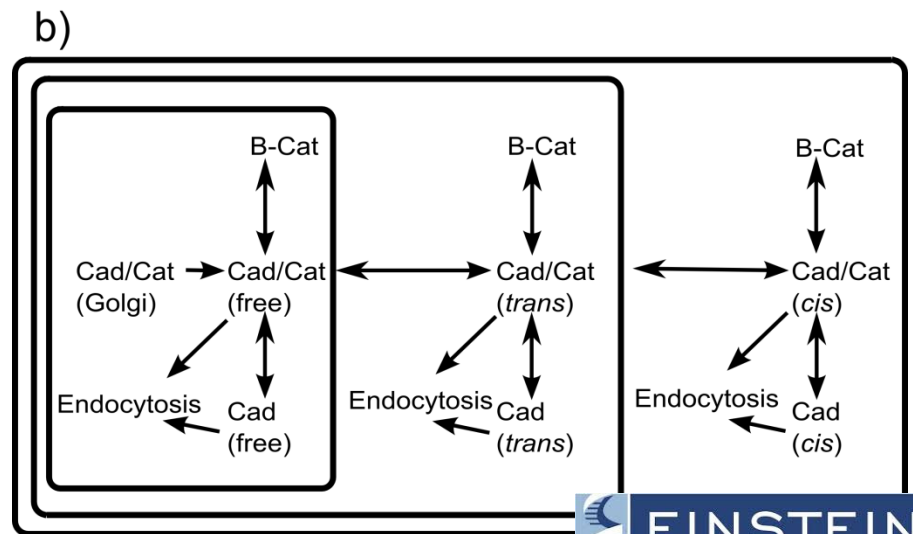 b)
B-Cat
B-Cat
B-Cat
Cad/Cat
(Golgi)
Cad/Cat
(free)
Cad/Cat
(trans)
Cad/Cat
(cis)
Endocytosis
Cad
(free)
Endocytosis
Cad
(trans)
Endocytosis
Cad
(cis)
EINSTEIN